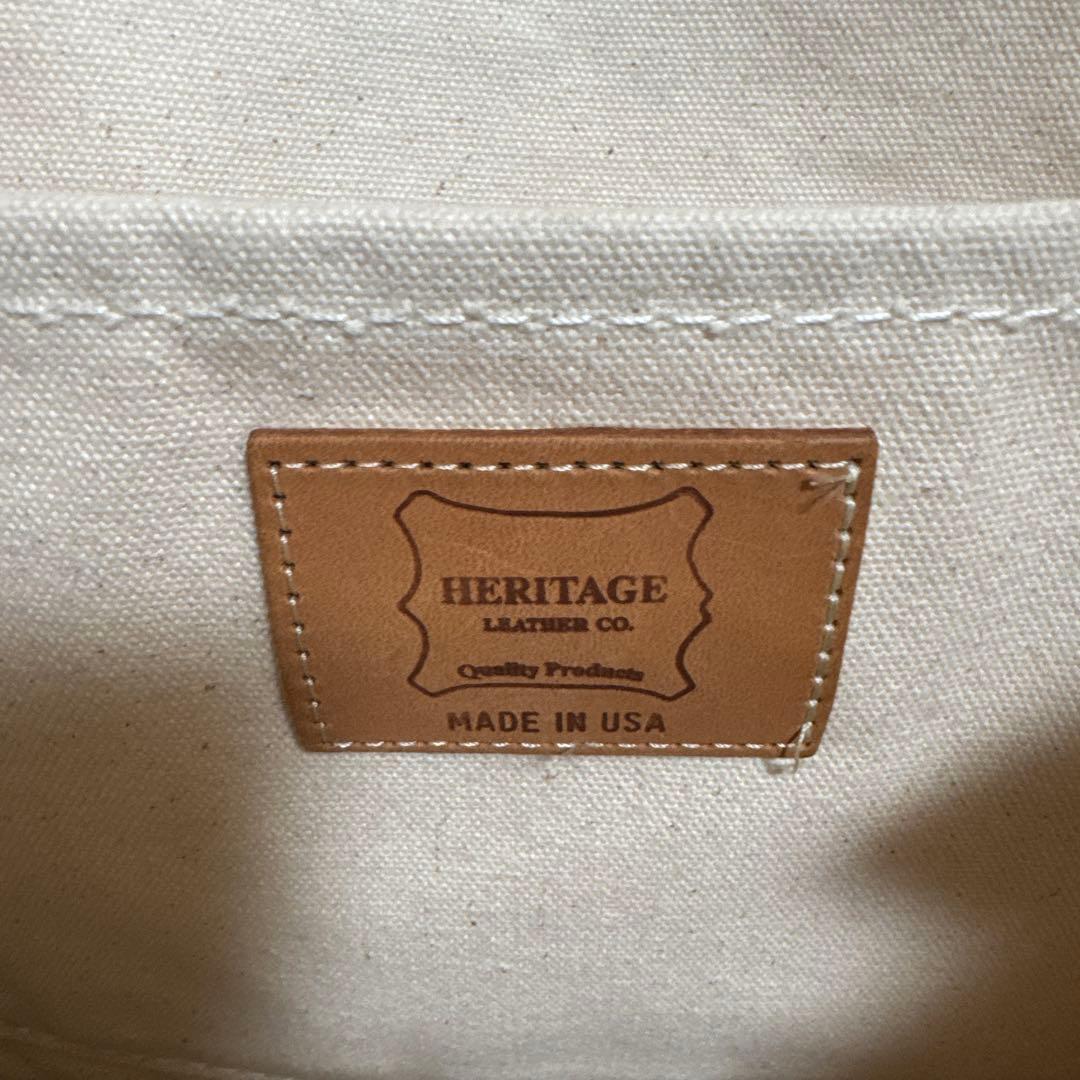 HERITAGE
LEATHER CO.
Quality Products
MADE IN USA